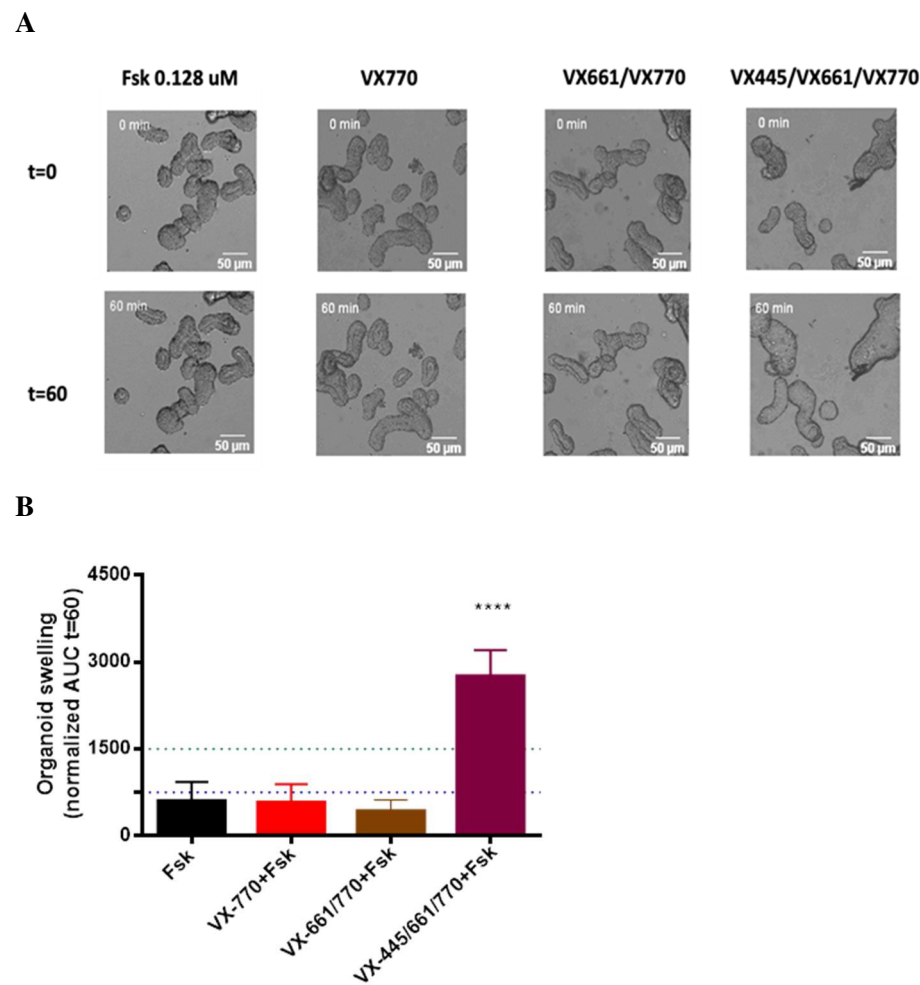 A
Fsk 0.128 uM VX770 VX661/VX770 VX445/VX661/VX770
t=0
0 min 0 min 0 min 0 min
50 µm 50 µm 50 µm 50 µm
60 min 60 min 60 min 60 min
t=60
50 µm 50 µm 50 µm 50 µm
B
Organoid swelling
(normalized AUC t=60)
4500
****
3000
1500
0
Fsk
VX-770+Fsk
VX-661/770+Fsk
VX-445/661/770+Fsk